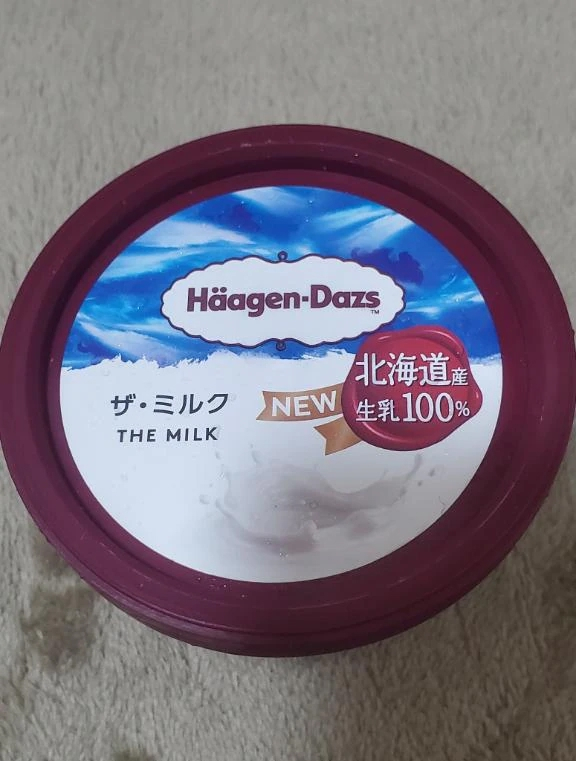 Häagen-Dazs
TM
北海道産
生乳100%
ザ・ミルク
THE MILK
NEW